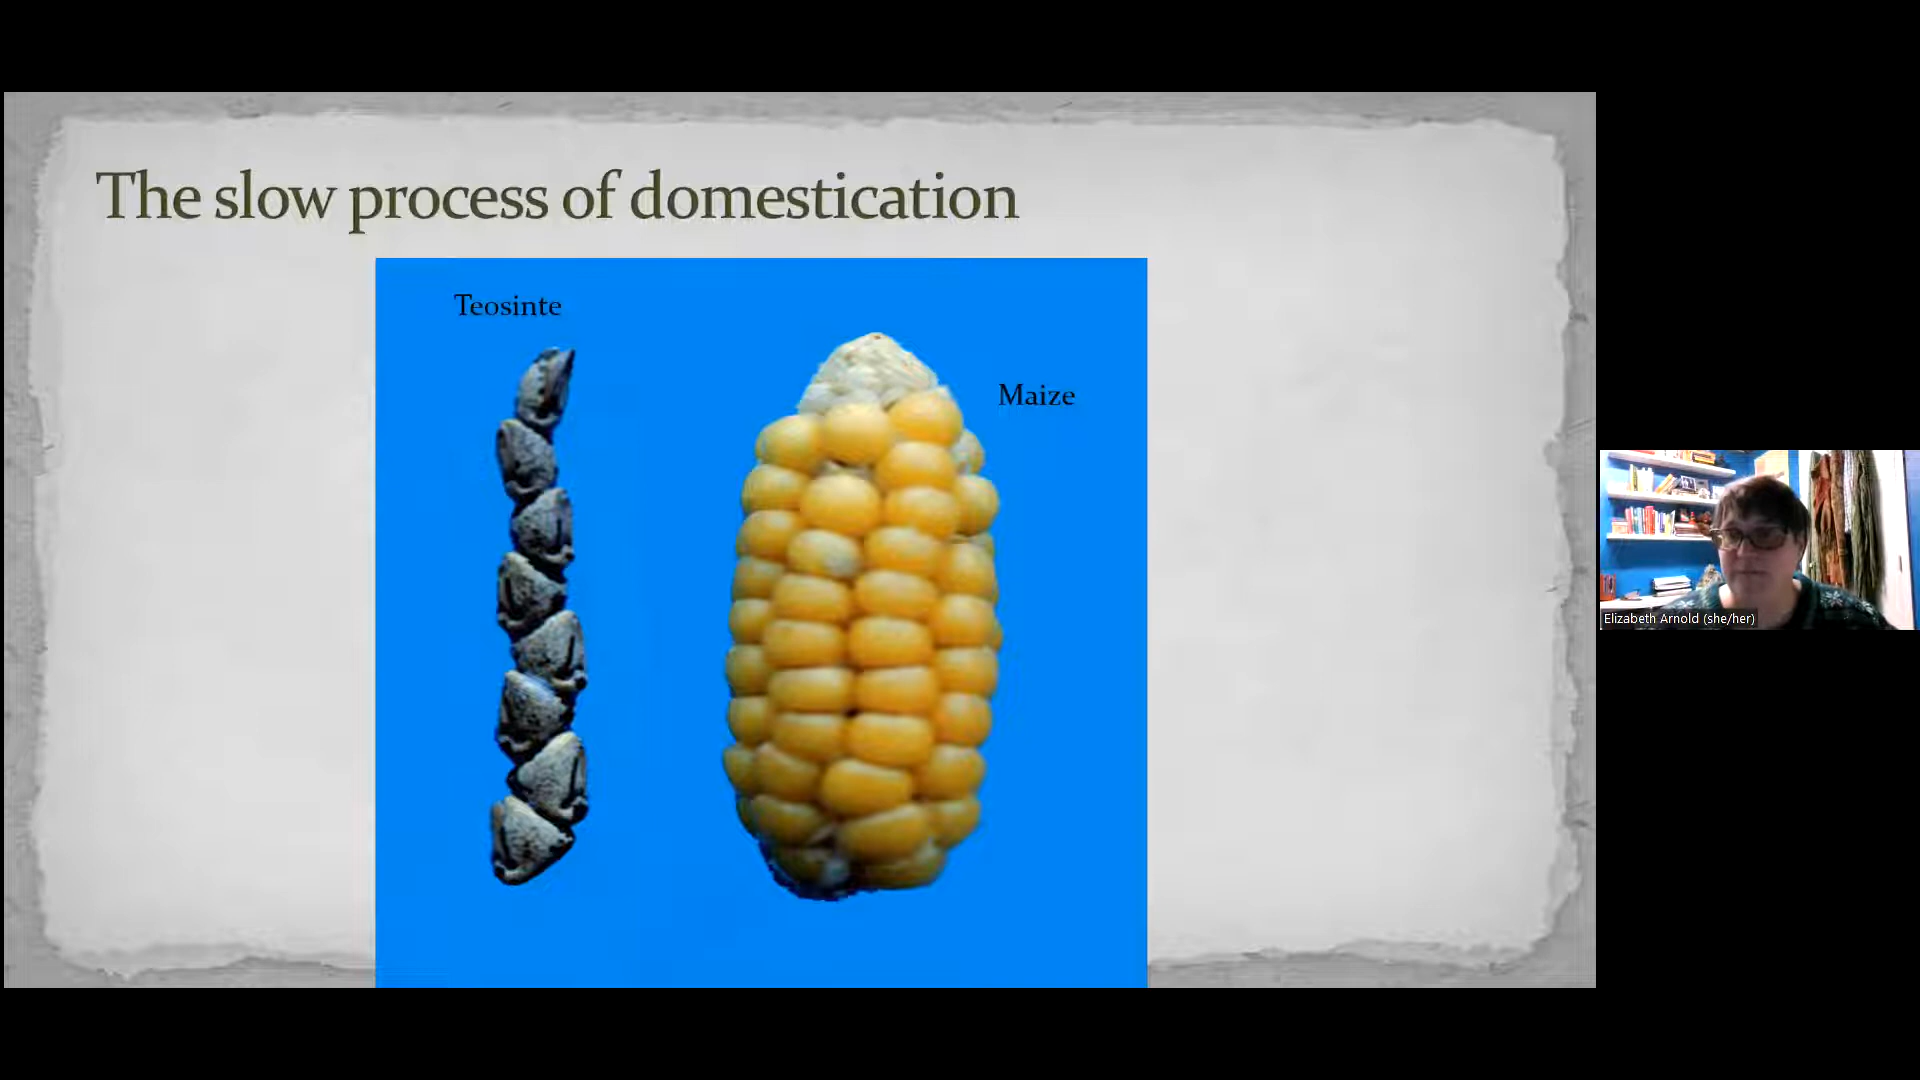 The slow process of domestication
Teosinte
Maize
Elizabeth Arnold (she/her)